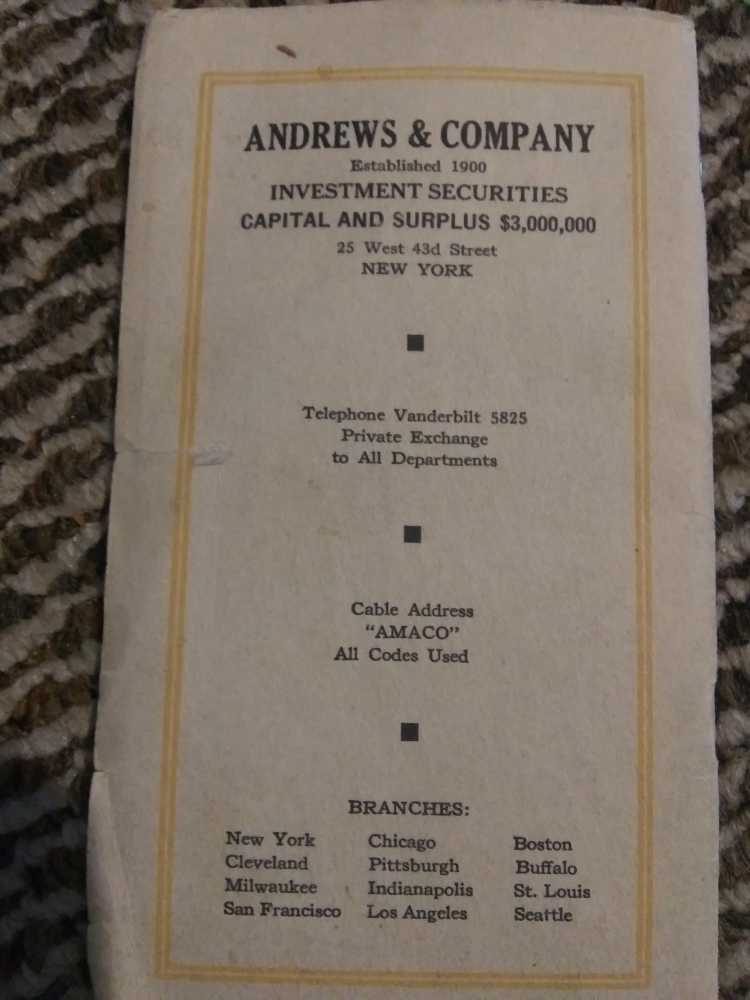 ANDREWS & COMPANY
Established 1900
INVESTMENT SECURITIES
CAPITAL AND SURPLUS $3,000,000
25 West 43d Street
NEW YORK
Telephone Vanderbilt 5825
Private Exchange
to All Departments
Cable Address
"AMACO"
All Codes Used
BRANCHES:
New York Chicago Boston
Cleveland Pittsburgh Buffalo
Milwaukee Indianapolis St. Louis
San Francisco Los Angeles Seattle